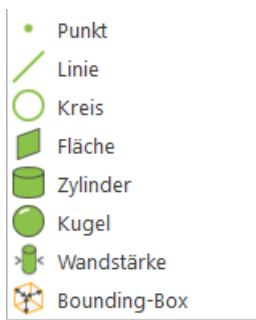 Punkt
Linie
Kreis
Fläche
Zylinder
Kugel
Wandstärke
Bounding-Box